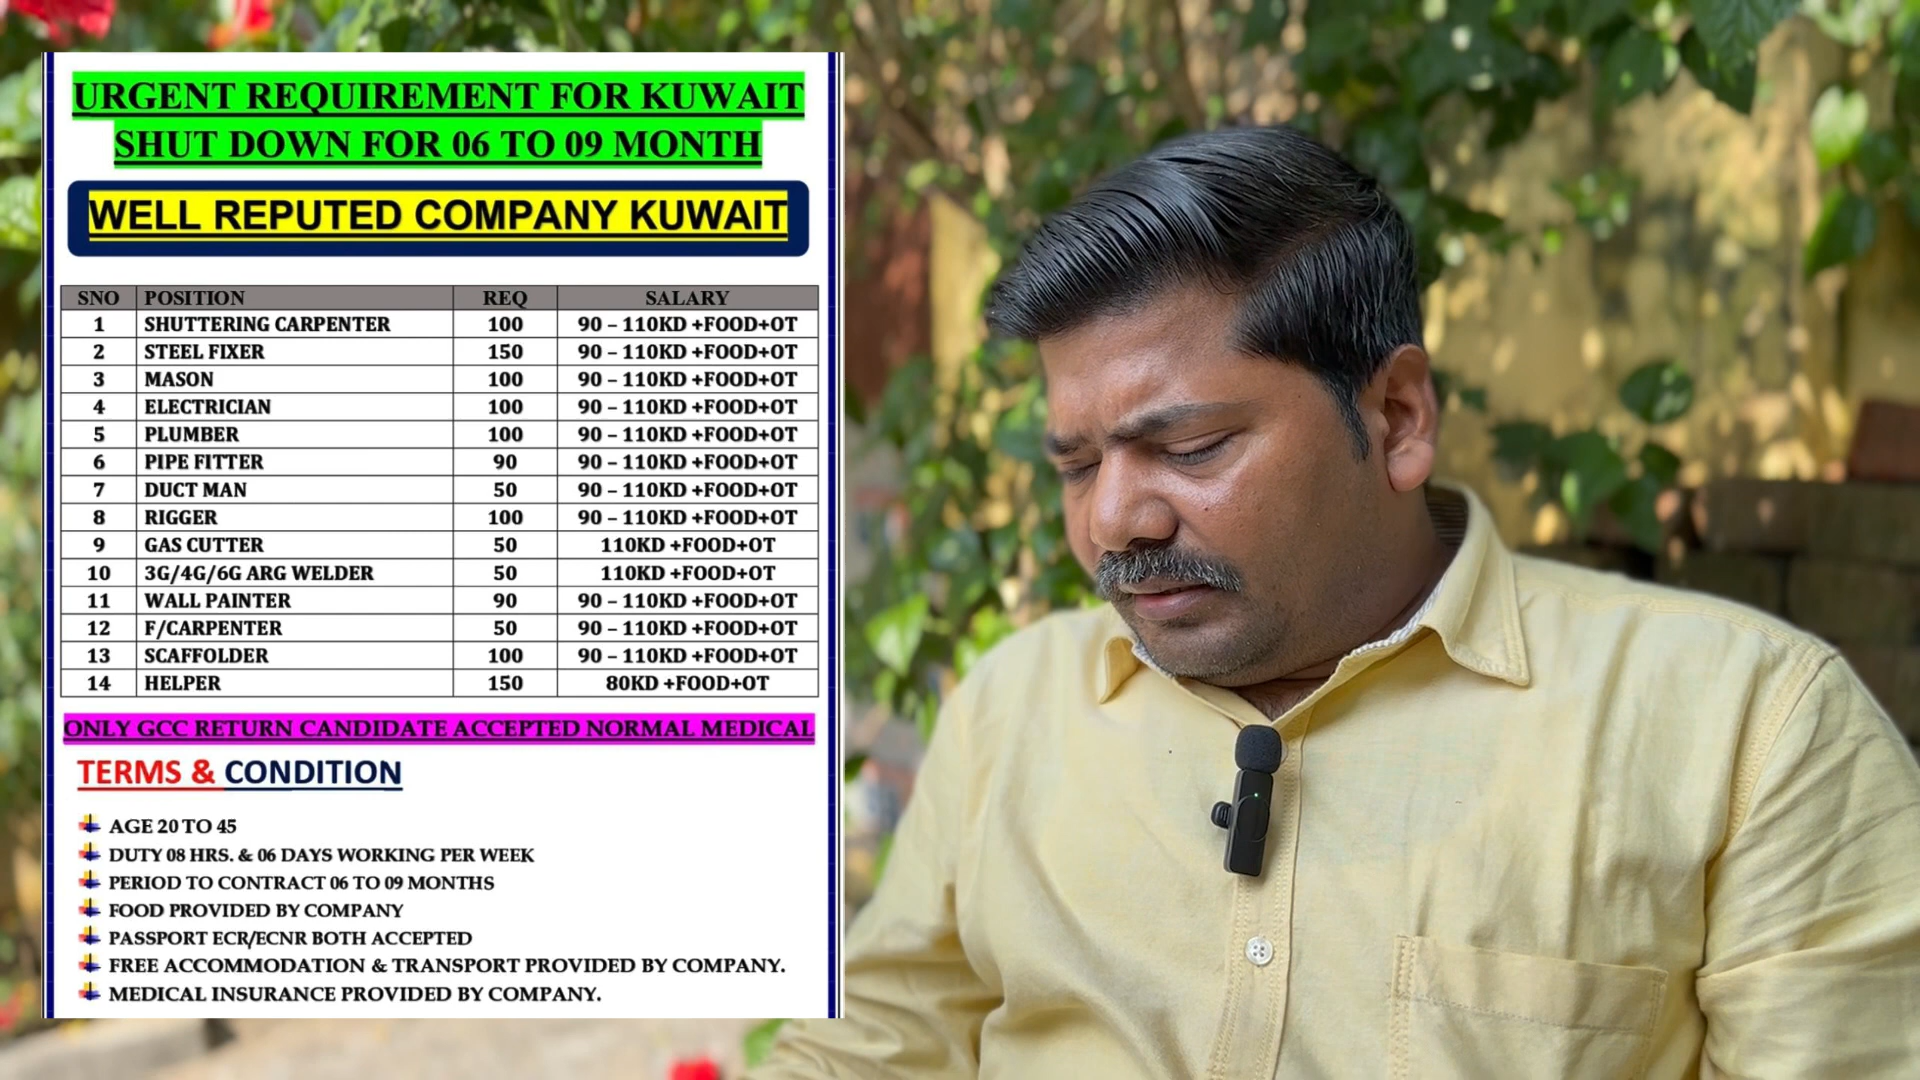 URGENT REQUIREMENT FOR KUWAIT
SHUT DOWN FOR 06 TO 09 MONTH
WELL REPUTED COMPANY KUWAIT
SNO POSITION REQ SALARY
1 SHUTTERING CARPENTER 100 90 – 110KD +FOOD+OT
2 STEEL FIXER 150 90 – 110KD +FOOD+OT
3 MASON 100 90 – 110KD +FOOD+OT
4 ELECTRICIAN 100 90 – 110KD +FOOD+OT
5 PLUMBER 100 90 – 110KD +FOOD+OT
6 PIPE FITTER 90 90 – 110KD +FOOD+OT
7 DUCT MAN 50 90 – 110KD +FOOD+OT
8 RIGGER 100 90 – 110KD +FOOD+OT
9 GAS CUTTER 50 110KD +FOOD+OT
10 3G/4G/6G ARG WELDER 50 110KD +FOOD+OT
11 WALL PAINTER 90 90 – 110KD +FOOD+OT
12 F/CARPENTER 50 90 – 110KD +FOOD+OT
13 SCAFFOLDER 100 90 – 110KD +FOOD+OT
14 HELPER 150 80KD +FOOD+OT
ONLY GCC RETURN CANDIDATE ACCEPTED NORMAL MEDICAL
TERMS & CONDITION
AGE 20 TO 45
DUTY 08 HRS. & 06 DAYS WORKING PER WEEK
PERIOD TO CONTRACT 06 TO 09 MONTHS
FOOD PROVIDED BY COMPANY
PASSPORT ECR/ECNR BOTH ACCEPTED
FREE ACCOMMODATION & TRANSPORT PROVIDED BY COMPANY.
MEDICAL INSURANCE PROVIDED BY COMPANY.